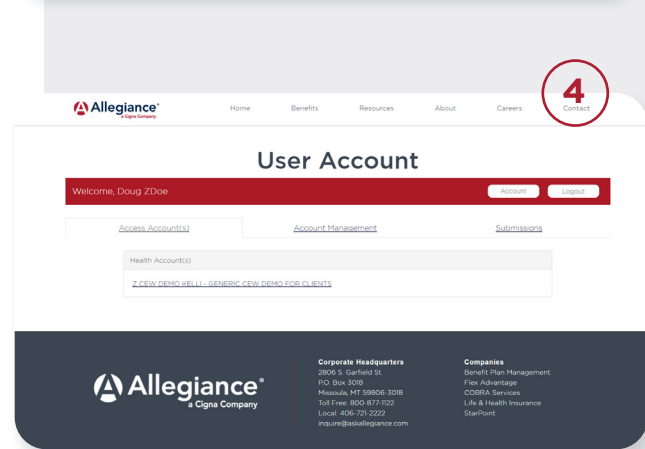 4
Allegiance®
a Cigna Company
Home Benefits Resources About Careers Contact
User Account
Welcome, Doug ZDoe
Account Logout
Access Account(s) Account Management Submissions
Health Account(s)
Z CEW DEMO KELLI - GENERIC CEW DEMO FOR CLIENTS
Allegiance®
a Cigna Company
Corporate Headquarters
2806 S. Garfield St.
P.O. Box 3018
Missoula, MT 59806-3018
Toll Free: 800-877-1122
Local: 406-721-2222
inquire@askallegiance.com
Companies
Benefit Plan Management
Flex Advantage
COBRA Services
Life & Health Insurance
StarPoint